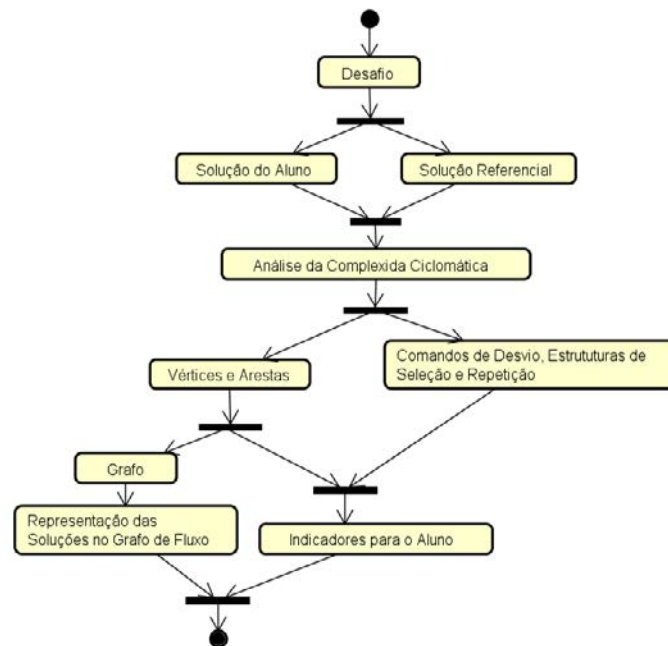 Desafio
Solução do Aluno
Solução Referencial
Análise da Complexida Ciclomática
Vértices e Arestas
Comandos de Desvio, Estrututuras de
Seleção e Repetição
Grafo
Representação das
Soluções no Grafo de Fluxo
Indicadores para o Aluno